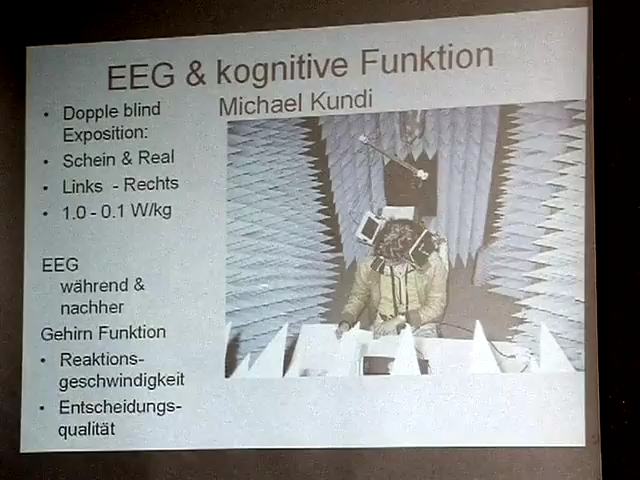 EEG & kognitive Funktion
Michael Kundi
• Dopple blind
Exposition:
• Schein & Real
• Links - Rechts
• 1.0 - 0.1 W/kg
EEG
während &
nachher
Gehirn Funktion
• Reaktions-
geschwindigkeit
• Entscheidungs-
qualität